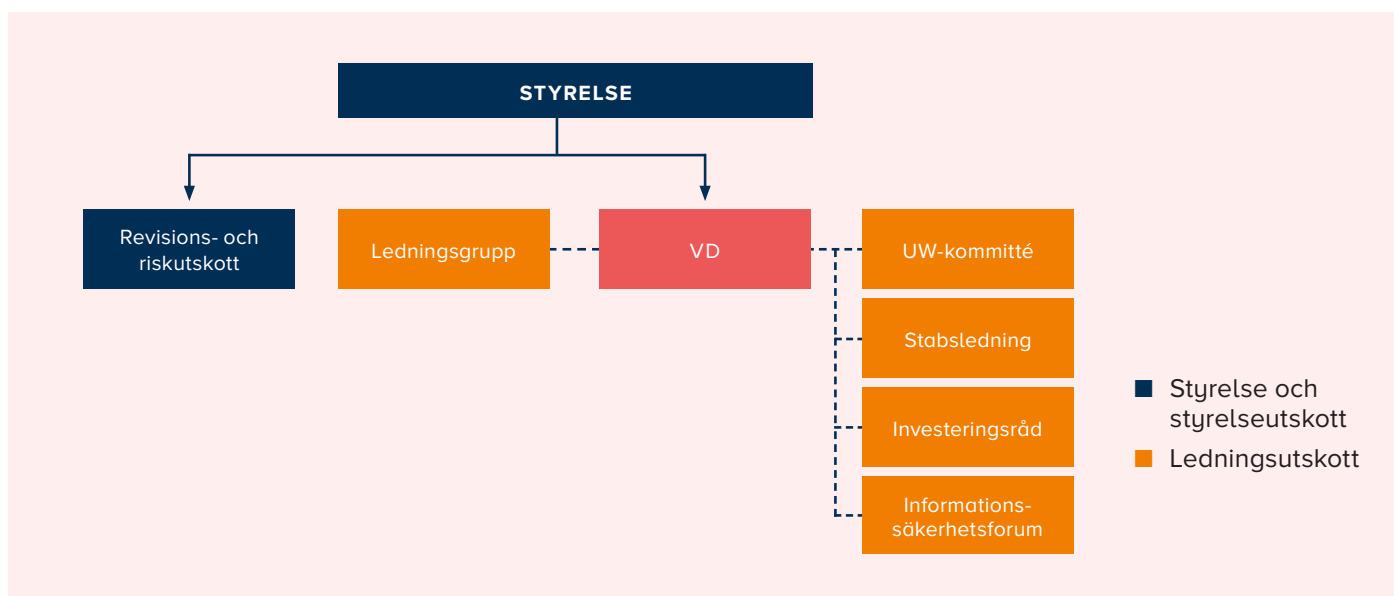 STYRELSE
Revisions- och
riskutskott
Ledningsgrupp
VD
UW-kommitté
Stabsledning
Investeringsråd
Informations-
säkerhetsforum
Styrelse och
styrelseutskott
Ledningsutskott